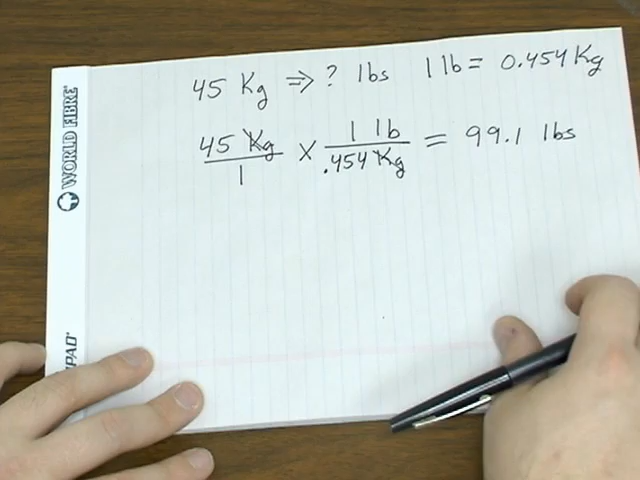 45 Kg ⇒ ? lbs 1 lb = 0.454 Kg
45 Kg / 1 × 1 lb / .454 Kg = 99.1 lbs
WORLD FIBRE
PAD